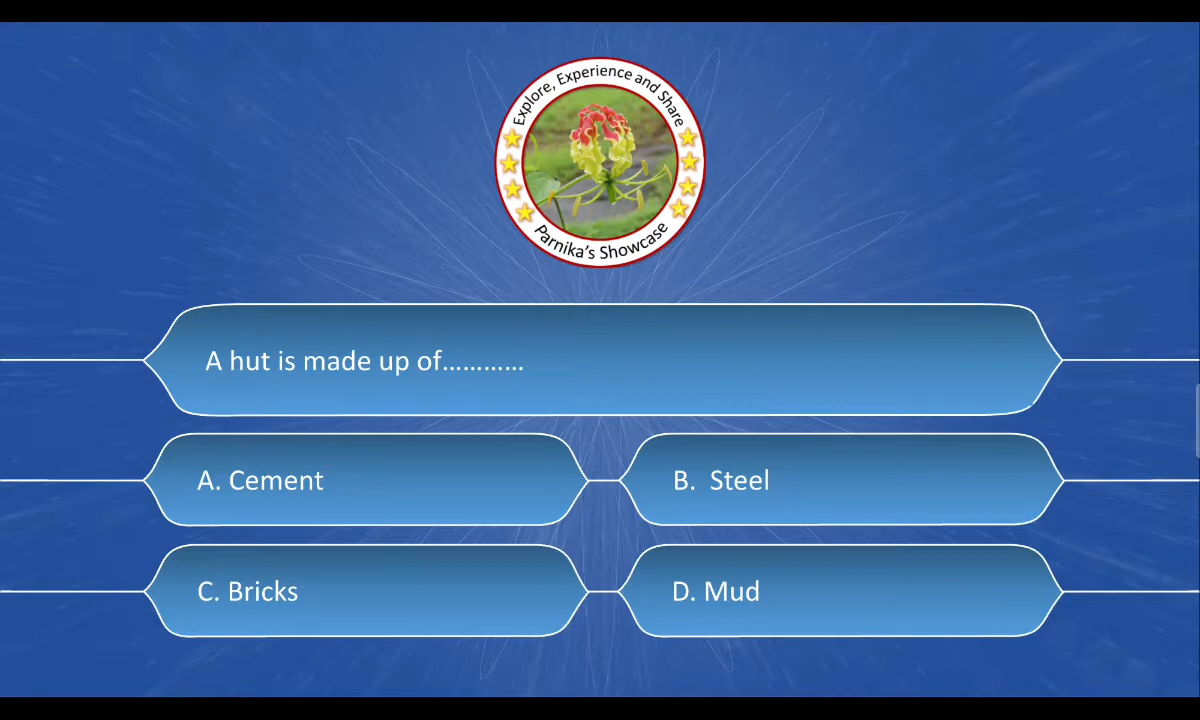 Explore, Experience and Share
Parnika's Showcase
A hut is made up of…………
A. Cement
B. Steel
C. Bricks
D. Mud